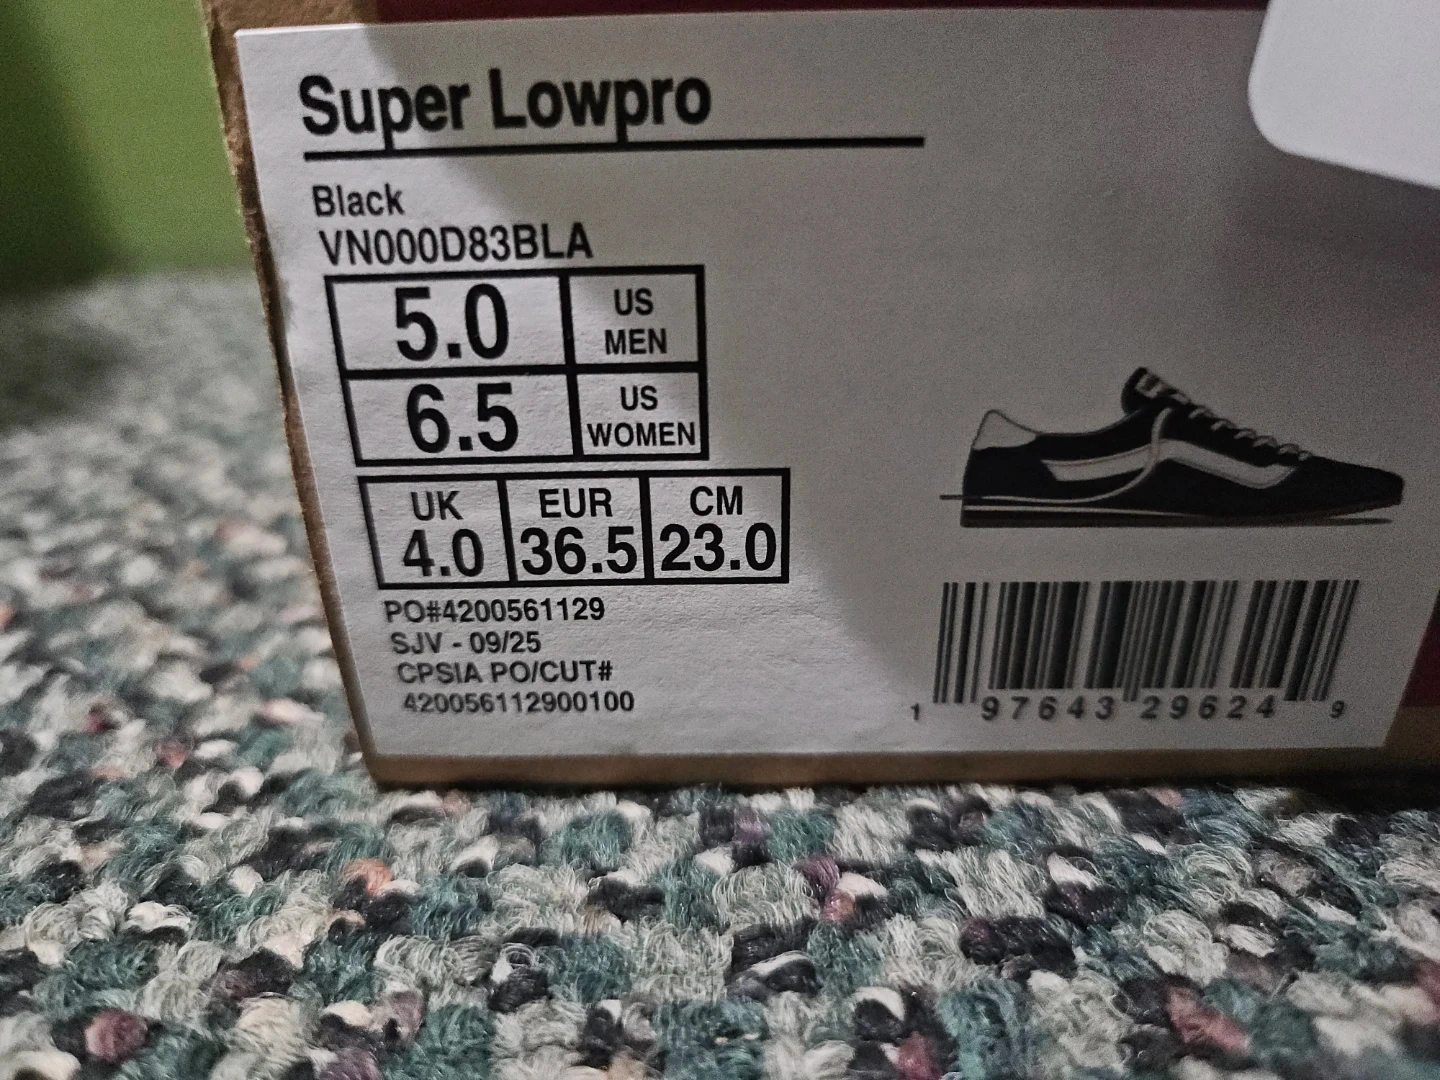 Super Lowpro
Black
VN000D83BLA
5.0 US MEN
6.5 US WOMEN
UK EUR CM
4.0 36.5 23.0
PO#4200561129
SJV - 09/25
CPSIA PO/CUT#
420056112900100
1 97643 29624 9